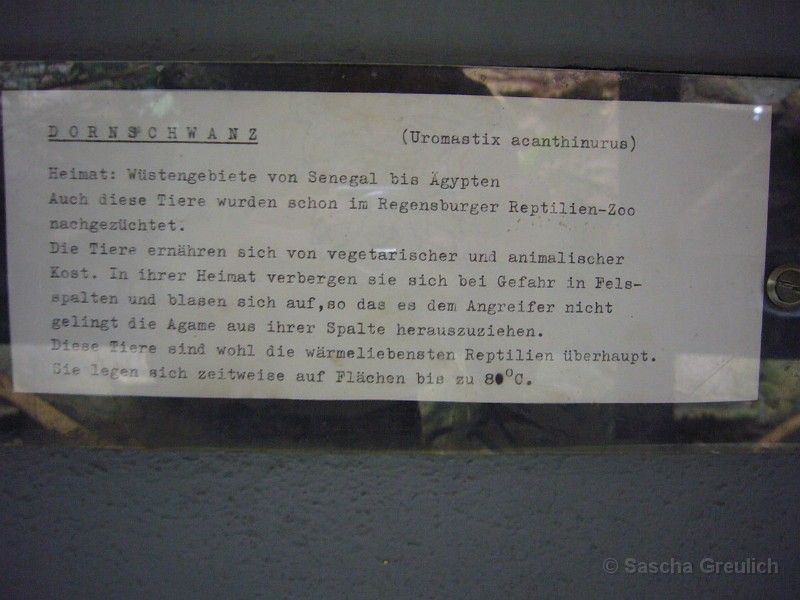 DORNSCHWANZ (Uromastix acanthinurus)
Heimat: Wüstengebiete von Senegal bis Ägypten
Auch diese Tiere wurden schon im Regensburger Reptilien-Zoo
nachgezüchtet.
Die Tiere ernähren sich von vegetarischer und animalischer
Kost. In ihrer Heimat verbergen sie sich bei Gefahr in Fels-
spalten und blasen sich auf,so das es dem Angreifer nicht
gelingt die Agame aus ihrer Spalte herauszuziehen.
Diese Tiere sind wohl die wärmeliebensten Reptilien überhaupt.
Sie legen sich zeitweise auf Flächen bis zu 80°C.
© Sascha Greulich